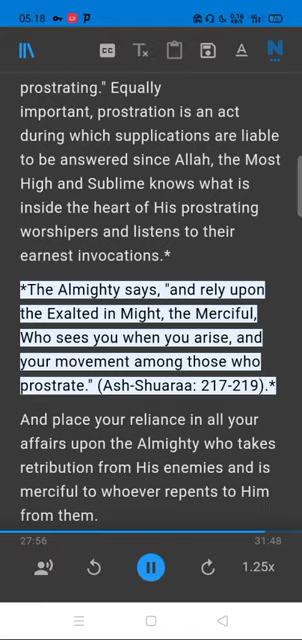 05.18
CC
prostrating." Equally
important, prostration is an act
during which supplications are liable
to be answered since Allah, the Most
High and Sublime knows what is
inside the heart of His prostrating
worshipers and listens to their
earnest invocations.*
*The Almighty says, "and rely upon
the Exalted in Might, the Merciful,
Who sees you when you arise, and
your movement among those who
prostrate." (Ash-Shuaraa: 217-219).*
And place your reliance in all your
affairs upon the Almighty who takes
retribution from His enemies and is
merciful to whoever repents to Him
from them.
27:56 31:48
1.25x